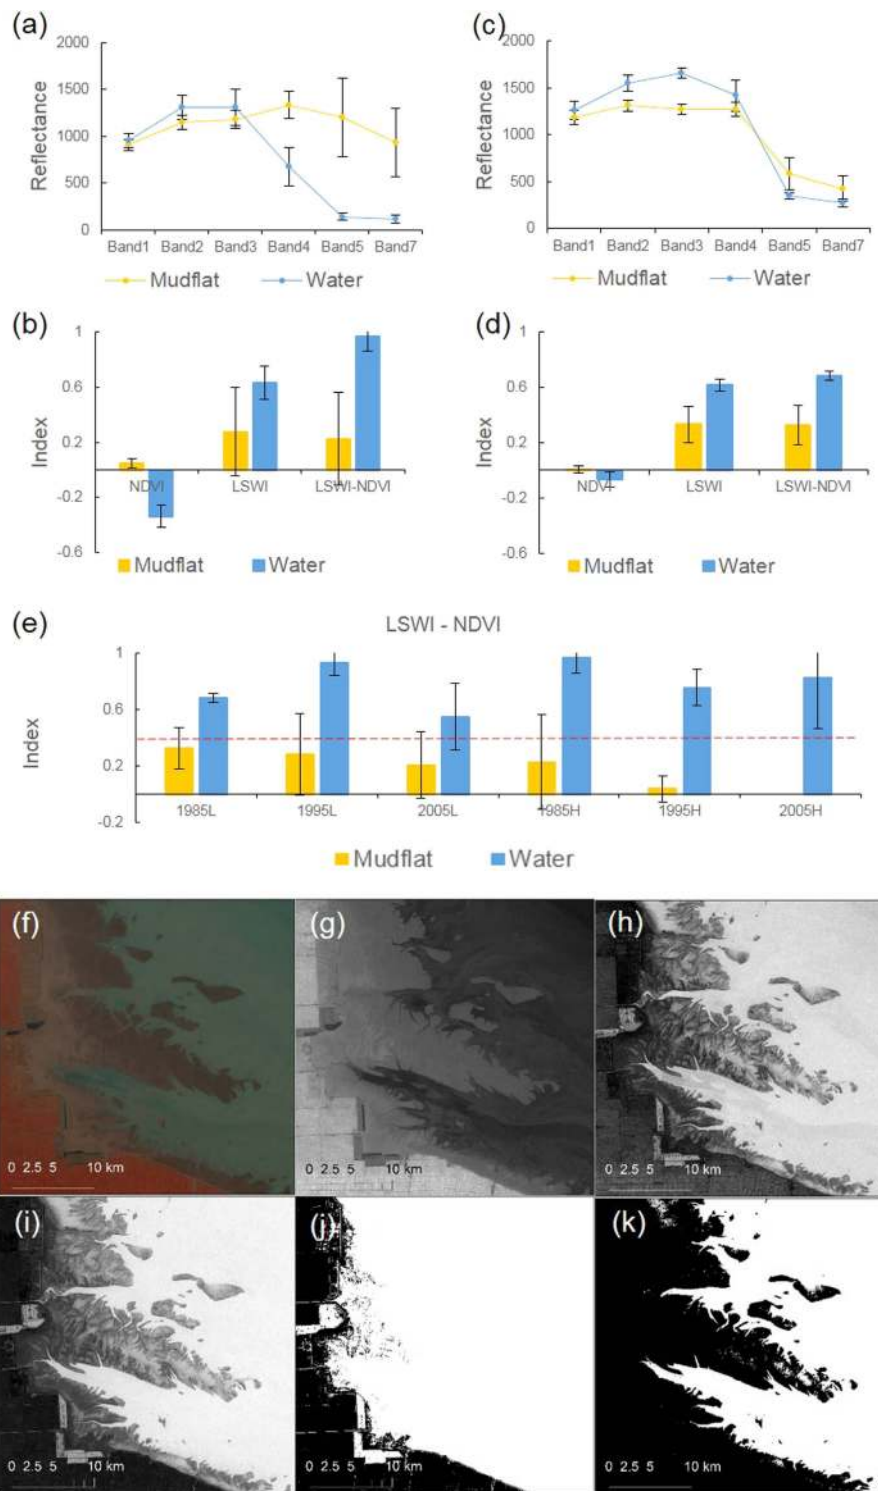 (a)
2000
1500
1000
500
0
Reflectance
Band1 Band2 Band3 Band4 Band5 Band7
Mudflat Water
(c)
2000
1500
1000
500
0
Reflectance
Band1 Band2 Band3 Band4 Band5 Band7
Mudflat Water
(b)
1
0.6
0.2
-0.2
-0.6
Index
NDVI LSWI LSWI-NDVI
Mudflat Water
(d)
1
0.6
0.2
-0.2
-0.6
Index
NDVI LSWI LSWI-NDVI
Mudflat Water
(e)
LSWI - NDVI
1
0.6
0.2
-0.2
Index
1985L 1995L 2005L 1985H 1995H 2005H
Mudflat Water
(f)
0 2.5 5 10 km
(g)
0 2.5 5 10 km
(h)
0 2.5 5 10 km
(i)
0 2.5 5 10 km
(j)
0 2.5 5 10 km
(k)
0 2.5 5 10 km